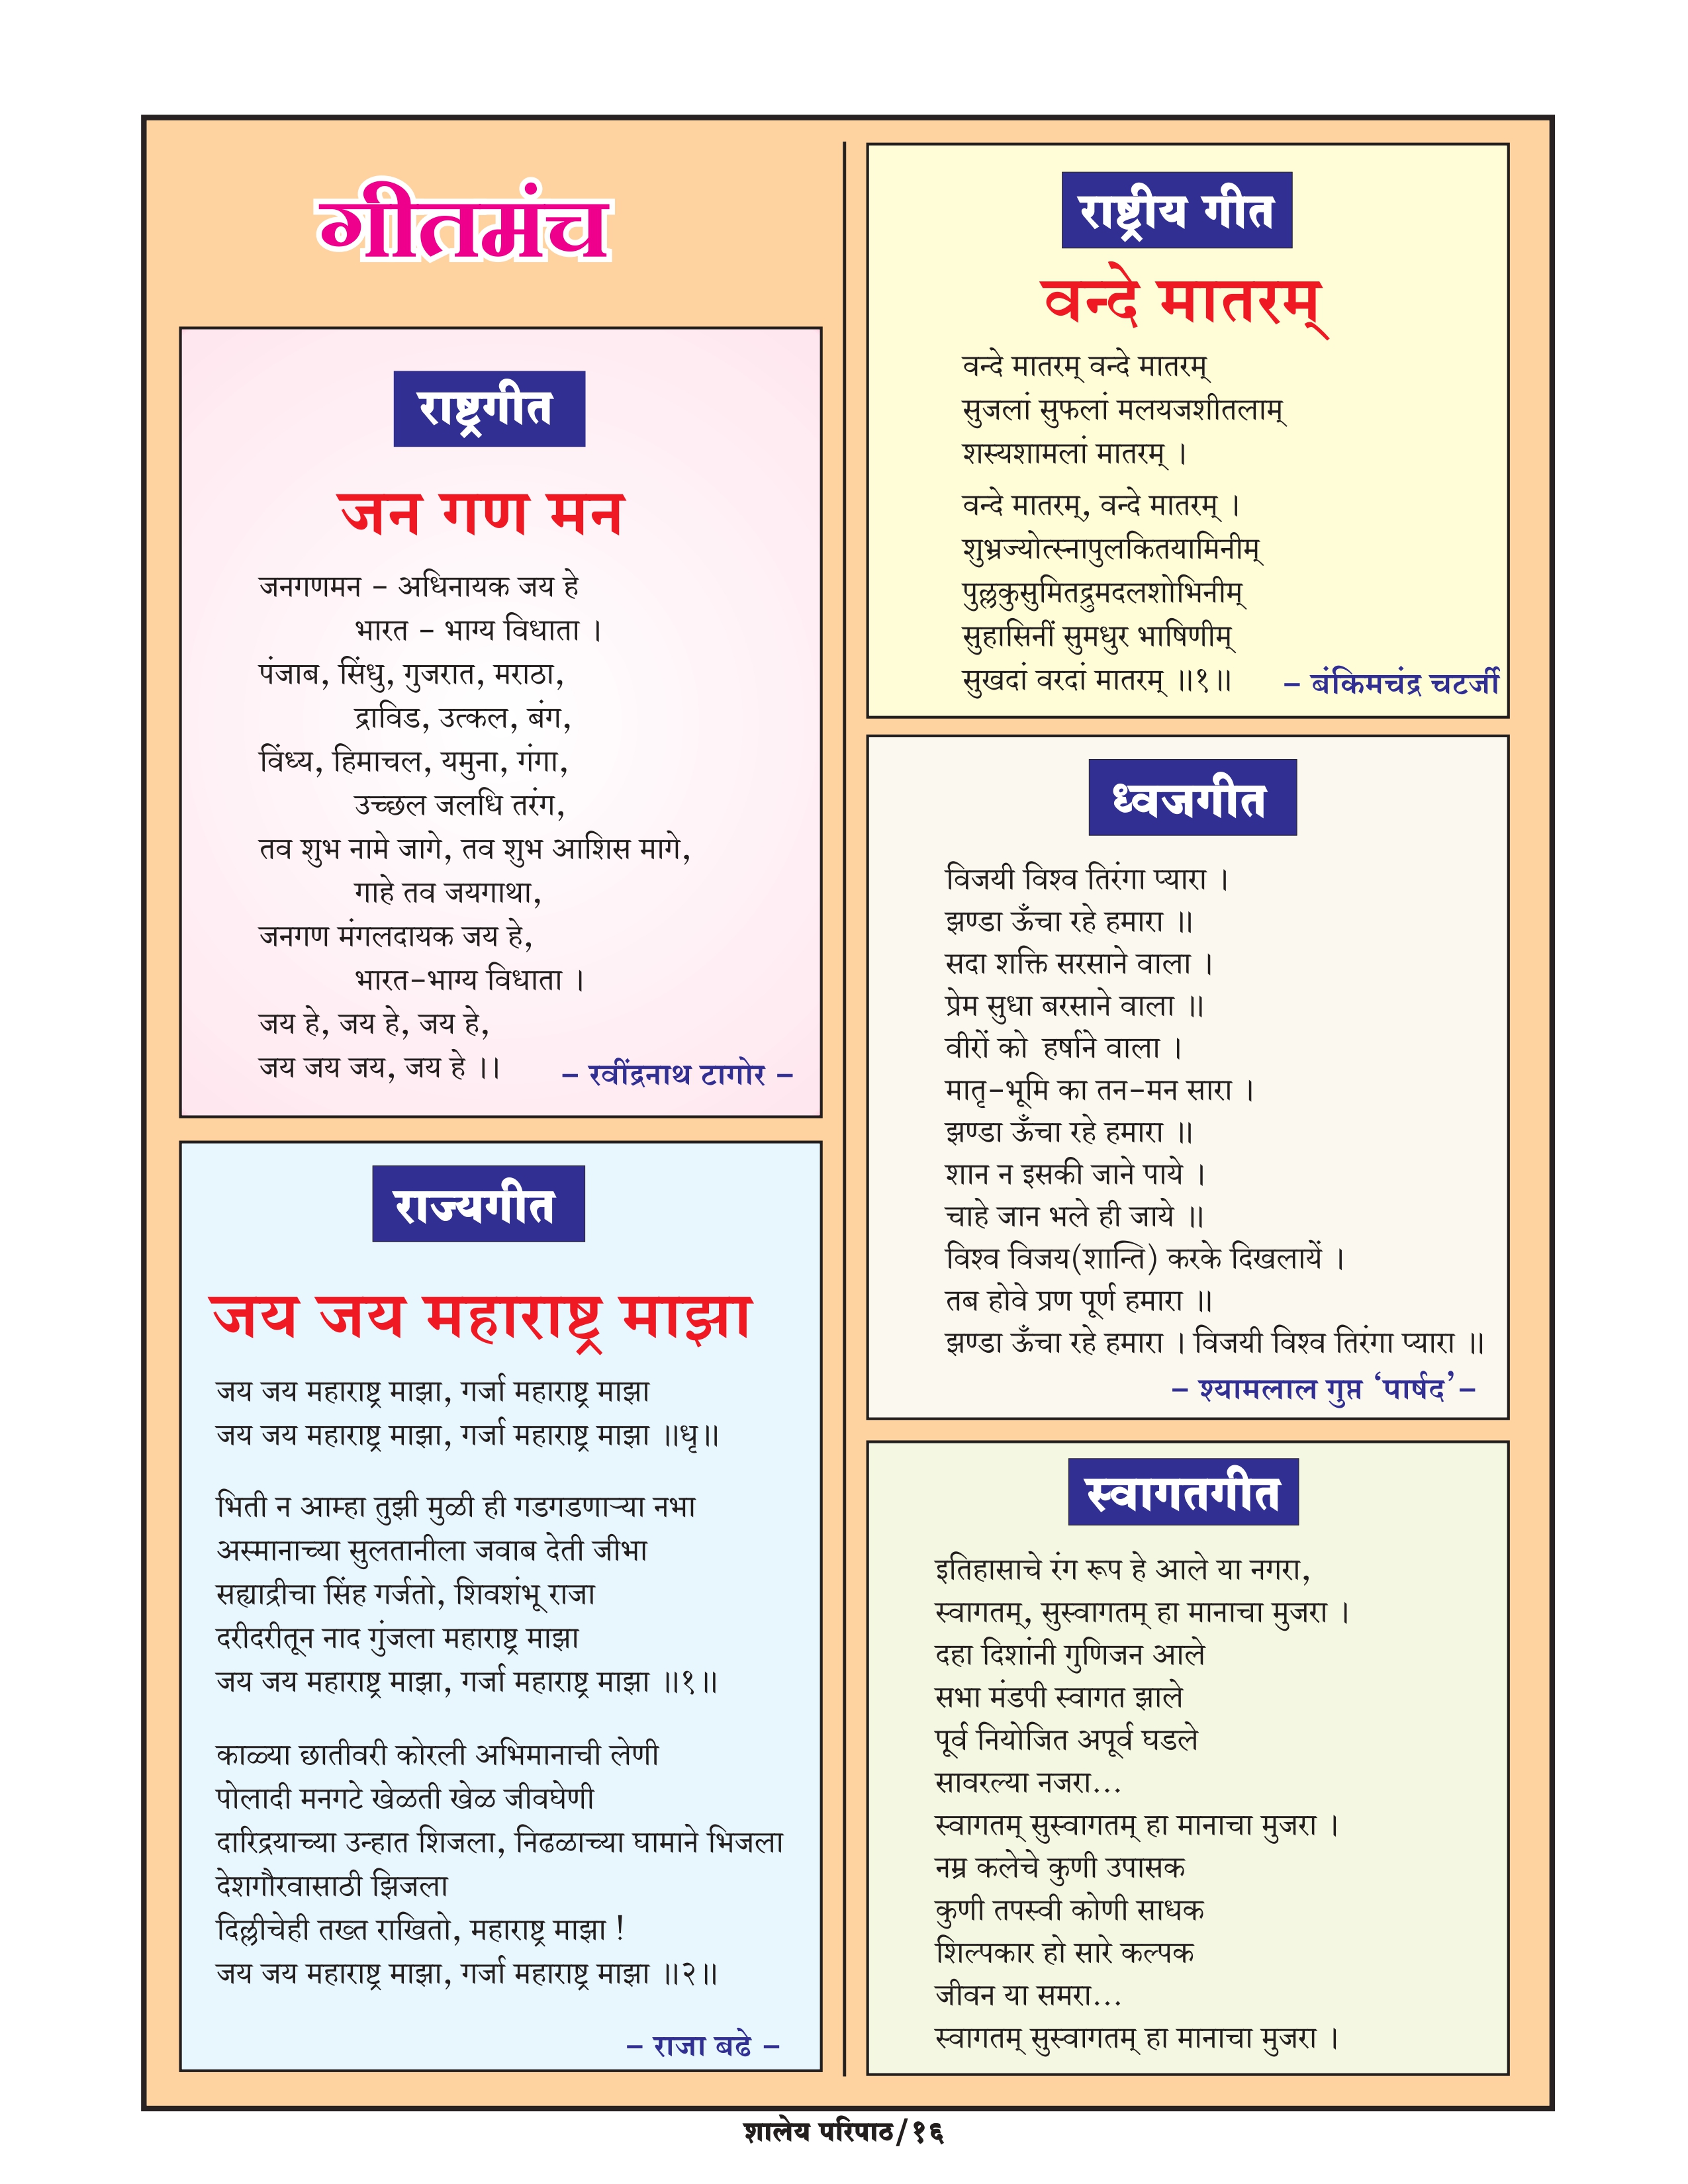 गीतमंच
राष्ट्रगीत
जन गण मन
जनगणमन – अधिनायक जय हे
भारत – भाग्य विधाता ।
पंजाब, सिंधु, गुजरात, मराठा,
द्राविड, उत्कल, बंग,
विंध्य, हिमाचल, यमुना, गंगा,
उच्छल जलधि तरंग,
तव शुभ नामे जागे, तव शुभ आशिस मागे,
गाहे तव जयगाथा,
जनगण मंगलदायक जय हे,
भारत–भाग्य विधाता ।
जय हे, जय हे, जय हे,
जय जय जय, जय हे ।।
– रवींद्रनाथ टागोर –
राज्यगीत
जय जय महाराष्ट्र माझा
जय जय महाराष्ट्र माझा, गर्जा महाराष्ट्र माझा
जय जय महाराष्ट्र माझा, गर्जा महाराष्ट्र माझा ॥धृ॥
भिती न आम्हा तुझी मुळी ही गडगडणाऱ्या नभा
अस्मानाच्या सुलतानीला जवाब देती जीभा
सह्याद्रीचा सिंह गर्जतो, शिवशंभू राजा
दरीदरीतून नाद गुंजला महाराष्ट्र माझा
जय जय महाराष्ट्र माझा, गर्जा महाराष्ट्र माझा ॥१॥
काळ्या छातीवरी कोरली अभिमानाची लेणी
पोलादी मनगटे खेळती खेळ जीवघेणी
दारिद्रयाच्या उन्हात शिजला, निढळाच्या घामाने भिजला
देशगौरवासाठी झिजला
दिल्लीचेही तख्त राखितो, महाराष्ट्र माझा !
जय जय महाराष्ट्र माझा, गर्जा महाराष्ट्र माझा ॥२॥
– राजा बढे –
राष्ट्रीय गीत
वन्दे मातरम्
वन्दे मातरम् वन्दे मातरम्
सुजलां सुफलां मलयजशीतलाम्
शस्यशामलां मातरम् ।
वन्दे मातरम्, वन्दे मातरम् ।
शुभ्रज्योत्स्नापुलकितयामिनीम्
पुल्लकुसुमितद्रुमदलशोभिनीम्
सुहासिनीं सुमधुर भाषिणीम्
सुखदां वरदां मातरम् ॥१॥
– बंकिमचंद्र चटर्जी
ध्वजगीत
विजयी विश्व तिरंगा प्यारा ।
झण्डा ऊँचा रहे हमारा ॥
सदा शक्ति सरसाने वाला ।
प्रेम सुधा बरसाने वाला ॥
वीरों को हर्षाने वाला ।
मातृ–भूमि का तन–मन सारा ।
झण्डा ऊँचा रहे हमारा ॥
शान न इसकी जाने पाये ।
चाहे जान भले ही जाये ॥
विश्व विजय(शान्ति) करके दिखलायें ।
तब होवे प्रण पूर्ण हमारा ॥
झण्डा ऊँचा रहे हमारा । विजयी विश्व तिरंगा प्यारा ॥
– श्यामलाल गुप्त ‘पार्षद’–
स्वागतगीत
इतिहासाचे रंग रूप हे आले या नगरा,
स्वागतम्, सुस्वागतम् हा मानाचा मुजरा ।
दहा दिशांनी गुणिजन आले
सभा मंडपी स्वागत झाले
पूर्व नियोजित अपूर्व घडले
सावरल्या नजरा...
स्वागतम् सुस्वागतम् हा मानाचा मुजरा ।
नम्र कलेचे कुणी उपासक
कुणी तपस्वी कोणी साधक
शिल्पकार हो सारे कल्पक
जीवन या समरा...
स्वागतम् सुस्वागतम् हा मानाचा मुजरा ।
शालेय परिपाठ/१६